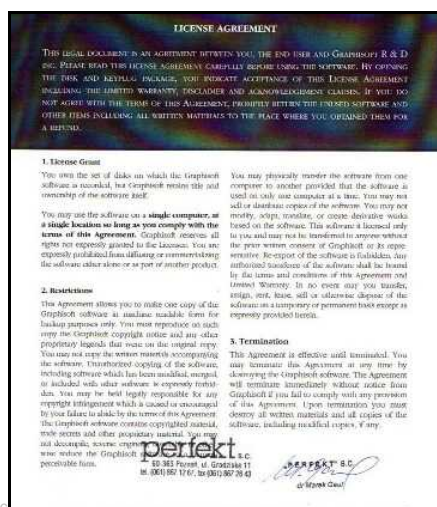 LICENSE AGREEMENT
THIS LEGAL DOCUMENT IS AN AGREEMENT BETWEEN YOU, THE END USER AND GRAPHISOFT R & D
INC. PLEASE READ THIS LICENSE AGREEMENT CAREFULLY BEFORE USING THE SOFTWARE. BY OPENING
THE DISK AND KEYPLUG PACKAGE, YOU INDICATE ACCEPTANCE OF THIS LICENSE AGREEMENT
INCLUDING THE LIMITED WARRANTY, DISCLAIMER AND ACKNOWLEDGEMENT CLAUSES. IF YOU DO
NOT AGREE WITH THE TERMS OF THIS AGREEMENT, PROMPTLY RETURN THE UNUSED SOFTWARE AND
OTHER ITEMS INCLUDING ALL WRITTEN MATERIALS TO THE PLACE WHERE YOU OBTAINED THEM FOR
A REFUND.
1. License Grant
You own the set of disks on which the Graphisoft
software is recorded, but Graphisoft retains title and
ownership of the software itself.
You may use the software on a single computer, at
a single location so long as you comply with the
terms of this Agreement. Graphisoft reserves all
rights not expressly granted to the Licensee. You are
expressly prohibited from diffusing or commercializing
the software either alone or as part of another product.
2. Restrictions
This Agreement allows you to make one copy of the
Graphisoft software in machine readable form for
backup purposes only. You must reproduce on such
copy the Graphisoft copyright notice and any other
proprietary legends that were on the original copy.
You may not copy the written materials accompanying
the software. Unauthorized copying of the software,
including software which has been modified, merged,
or included with other software is expressly forbid-
den. You may be held legally responsible for any
copyright infringement which is caused or encouraged
by your failure to abide by the terms of this Agreement.
The Graphisoft software contains copyrighted material,
trade secrets and other proprietary material. You may
not decompile, reverse engineer
wise reduce the Graphisoft
perceivable form.
You may physically transfer the software from one
computer to another provided that the software is
used on only one computer at a time. You may not
sell or distribute copies of the software. You may not
modify, adapt, translate, or create derivative works
based on the software. This software it licensed only
to you and may not be transferred to anyone without
the prior written consent of Graphisoft or its repre-
sentative. Re-export of the software is forbidden. Any
authorized transferee of the software shall be bound
by the terms and conditions of this Agreement and
Limited Warranty. In no event may you transfer,
assign, rent, lease, sell or otherwise dispose of the
software on a temporary or permanent basis except as
expressly provided herein.
3. Termination
This Agreement is effective until terminated. You
may terminate this Agreement at any time by
destroying the Graphisoft software. The Agreement
will terminate immediately without notice from
Graphisoft if you fail to comply with any provision
of this Agreement. Upon termination you must
destroy all written materials and all copies of the
software, including modified copies, if any.
perfekt s.c.
60-363 Poznań, ul. Grodziska 11
tel. (061) 867 12 67, fax (061) 867 26 43
"PERFEKT" S.C.
dr Marek Gaul